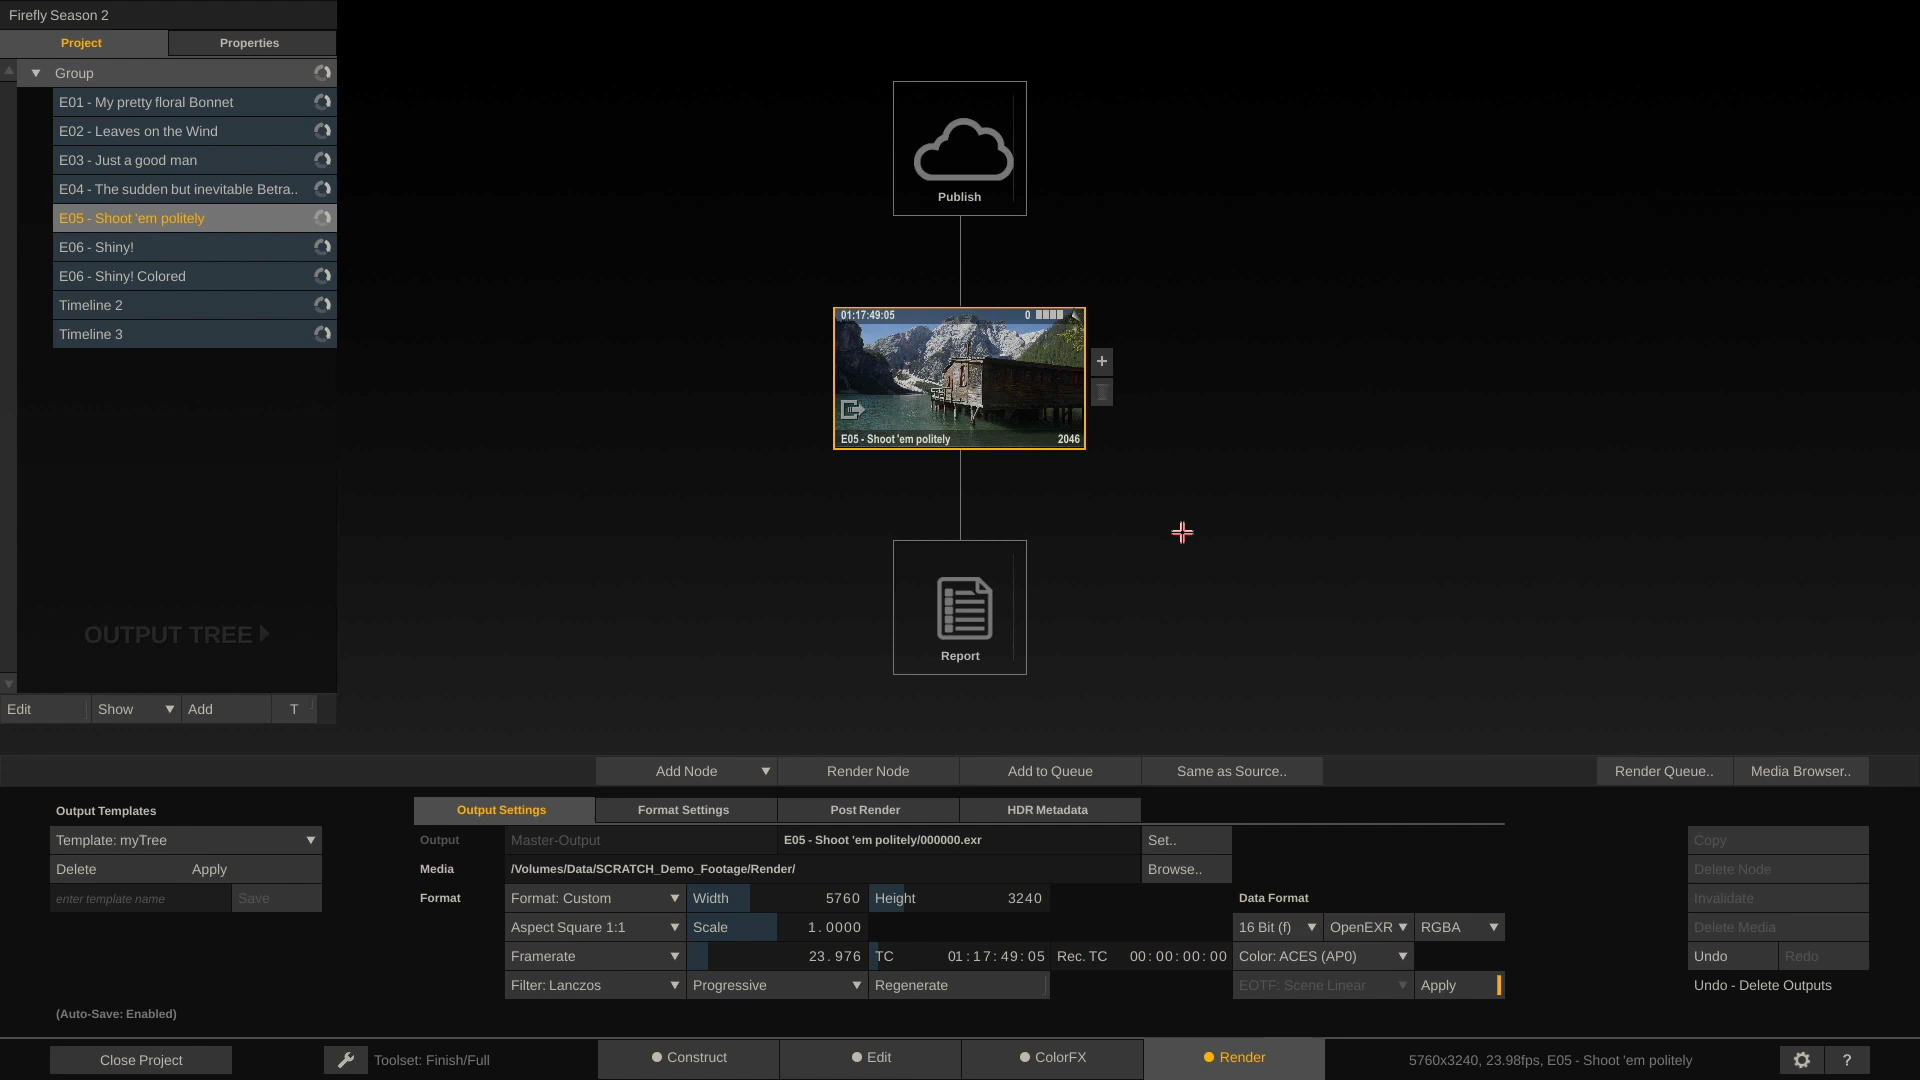 Firefly Season 2
Project
Properties
Group
E01 - My pretty floral Bonnet
E02 - Leaves on the Wind
E03 - Just a good man
E04 - The sudden but inevitable Betra..
E05 - Shoot 'em politely
E06 - Shiny!
E06 - Shiny! Colored
Timeline 2
Timeline 3
OUTPUT TREE
Edit
Show
Add
T
Publish
01:17:49:05
0
E05 - Shoot 'em politely
2046
+
Report
Add Node
Render Node
Add to Queue
Same as Source..
Render Queue..
Media Browser..
Output Templates
Template: myTree
Delete
Apply
enter template name
Save
(Auto-Save: Enabled)
Output Settings
Format Settings
Post Render
HDR Metadata
Output
Master-Output
E05 - Shoot 'em politely/000000.exr
Set..
Media
/Volumes/Data/SCRATCH_Demo_Footage/Render/
Browse..
Format
Format: Custom
Width
5760
Height
3240
Data Format
Aspect Square 1:1
Scale
1.0000
16 Bit (f)
OpenEXR
RGBA
Framerate
23.976
TC
01:17:49:05
Rec. TC
00:00:00:00
Color: ACES (AP0)
Filter: Lanczos
Progressive
Regenerate
EOTF: Scene Linear
Apply
Copy
Delete Node
Invalidate
Delete Media
Undo
Redo
Undo - Delete Outputs
Close Project
Toolset: Finish/Full
Construct
Edit
ColorFX
Render
5760x3240, 23.98fps, E05 - Shoot 'em politely
?